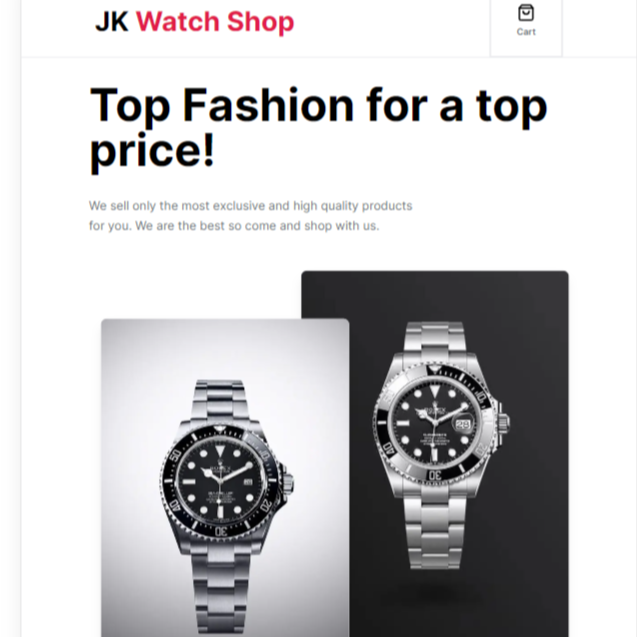 JK Watch Shop
Cart
Top Fashion for a top
price!
We sell only the most exclusive and high quality products
for you. We are the best so come and shop with us.